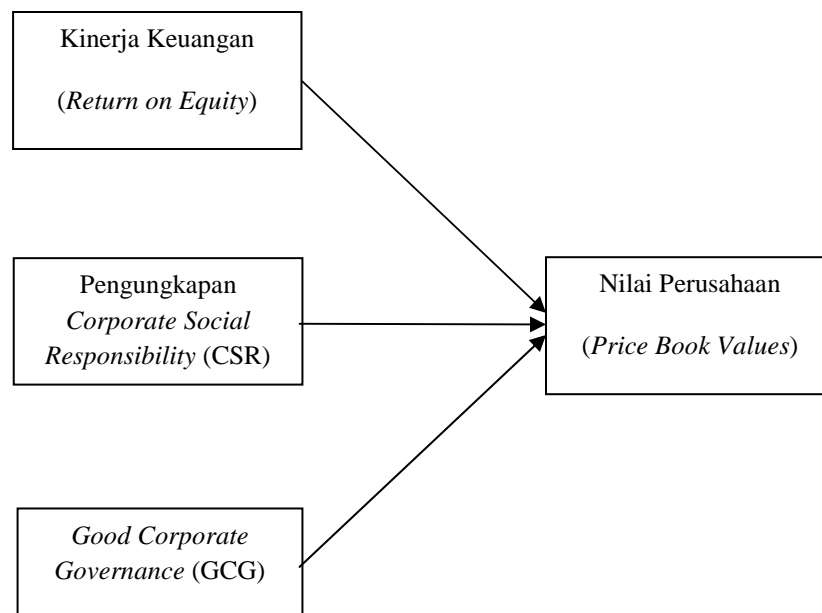 Kinerja Keuangan
(Return on Equity)
Pengungkapan
Corporate Social
Responsibility (CSR)
Nilai Perusahaan
(Price Book Values)
Good Corporate
Governance (GCG)